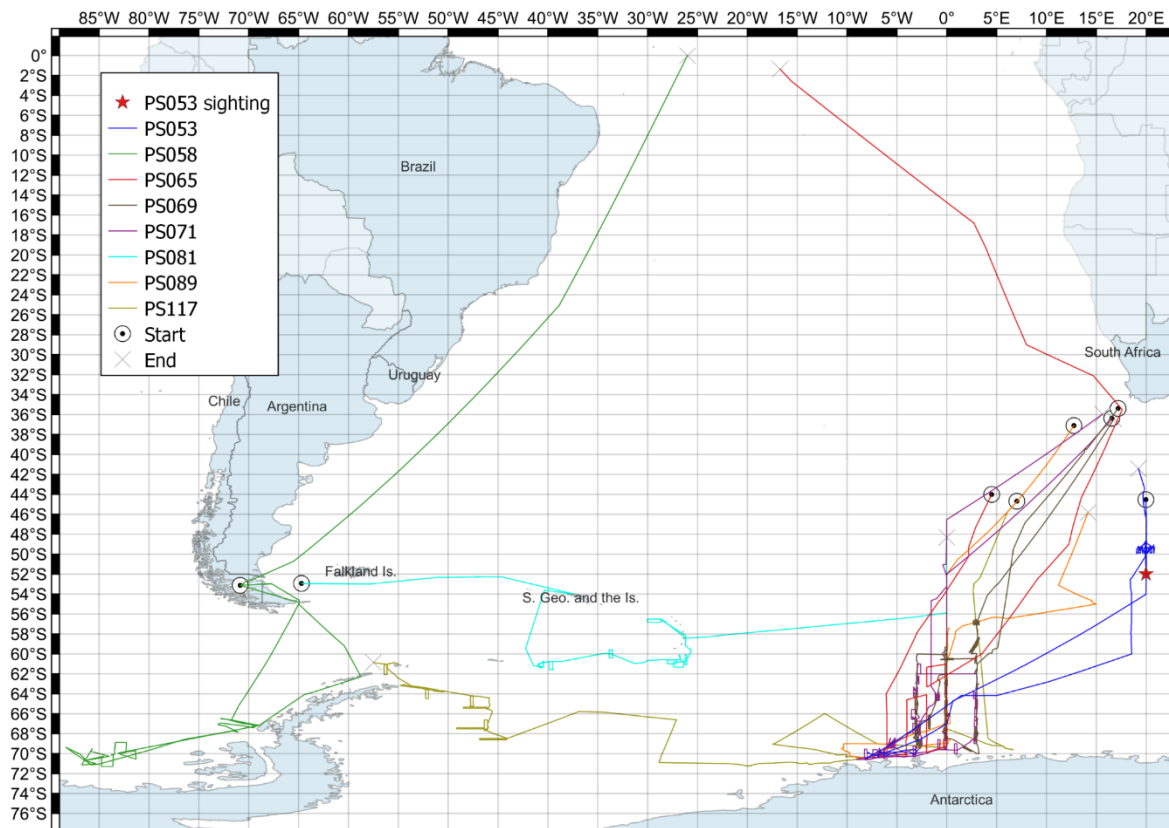 85°W 80°W 75°W 70°W 65°W 60°W 55°W 50°W 45°W 40°W 35°W 30°W 25°W 20°W 15°W 10°W 5°W 0° 5°E 10°E 15°E 20°E
0°
2°S
4°S
6°S
8°S
10°S
12°S
14°S
16°S
18°S
20°S
22°S
24°S
26°S
28°S
30°S
32°S
34°S
36°S
38°S
40°S
42°S
44°S
46°S
48°S
50°S
52°S
54°S
56°S
58°S
60°S
62°S
64°S
66°S
68°S
70°S
72°S
74°S
76°S
PS053 sighting
PS053
PS058
PS065
PS069
PS071
PS081
PS089
PS117
Start
End
Brazil
South Africa
Uruguay
Chile
Argentina
Falkland Is.
S. Geo. and the Is.
Antarctica